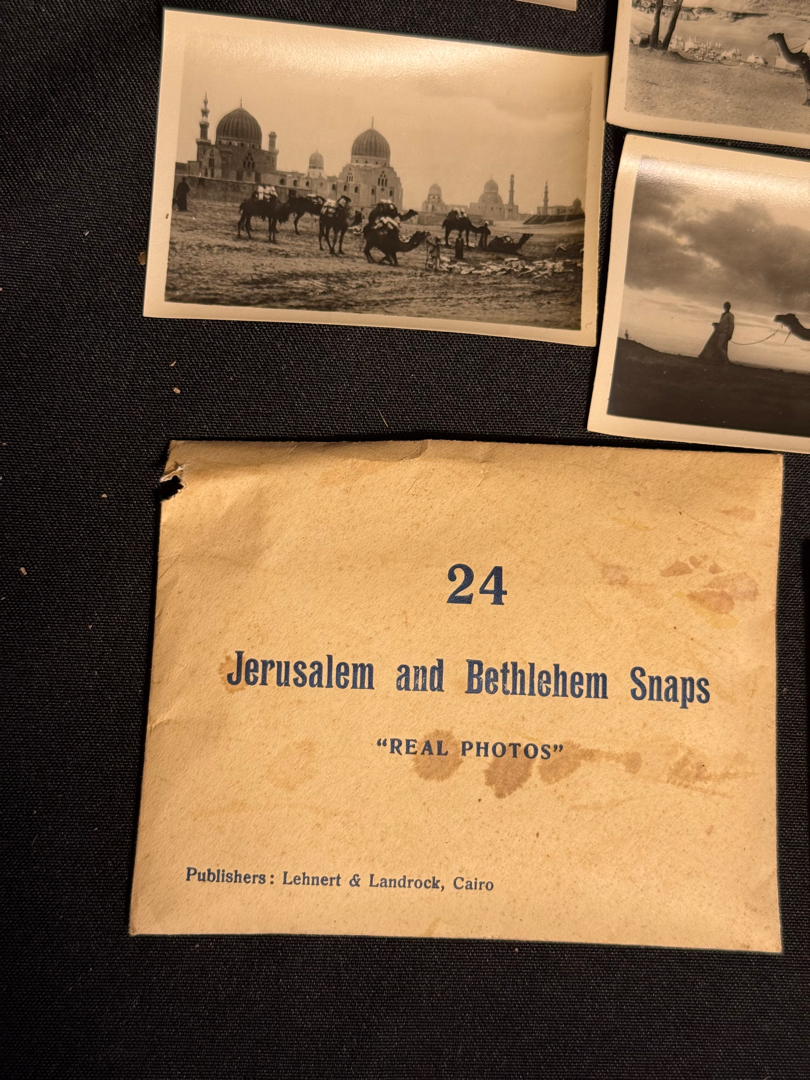 24
Jerusalem and Bethlehem Snaps
“REAL PHOTOS”
Publishers: Lehnert & Landrock, Cairo